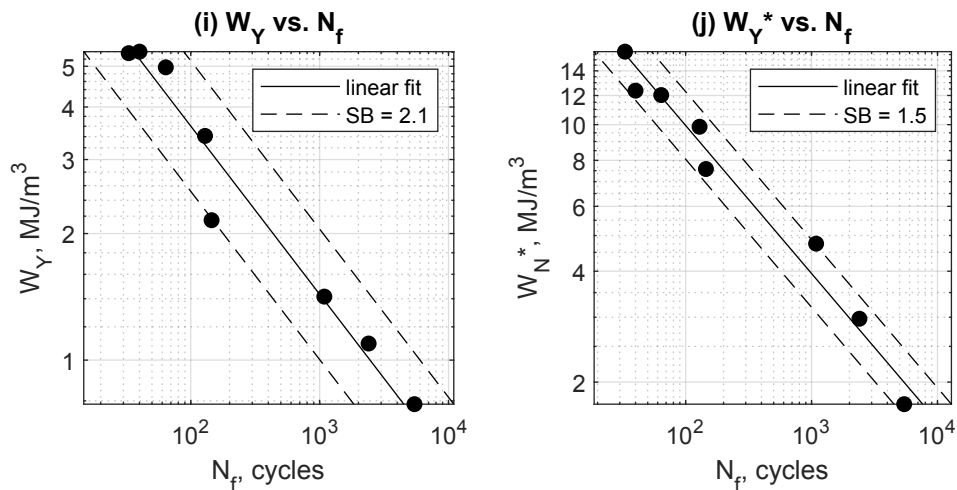 (i) W_Y vs. N_f
5
4
3
2
1
W_Y, MJ/m^3
linear fit
SB = 2.1
10^2
10^3
10^4
N_f, cycles
(j) W_Y* vs. N_f
14
12
10
8
6
4
2
W_N^*, MJ/m^3
linear fit
SB = 1.5
10^2
10^3
10^4
N_f, cycles